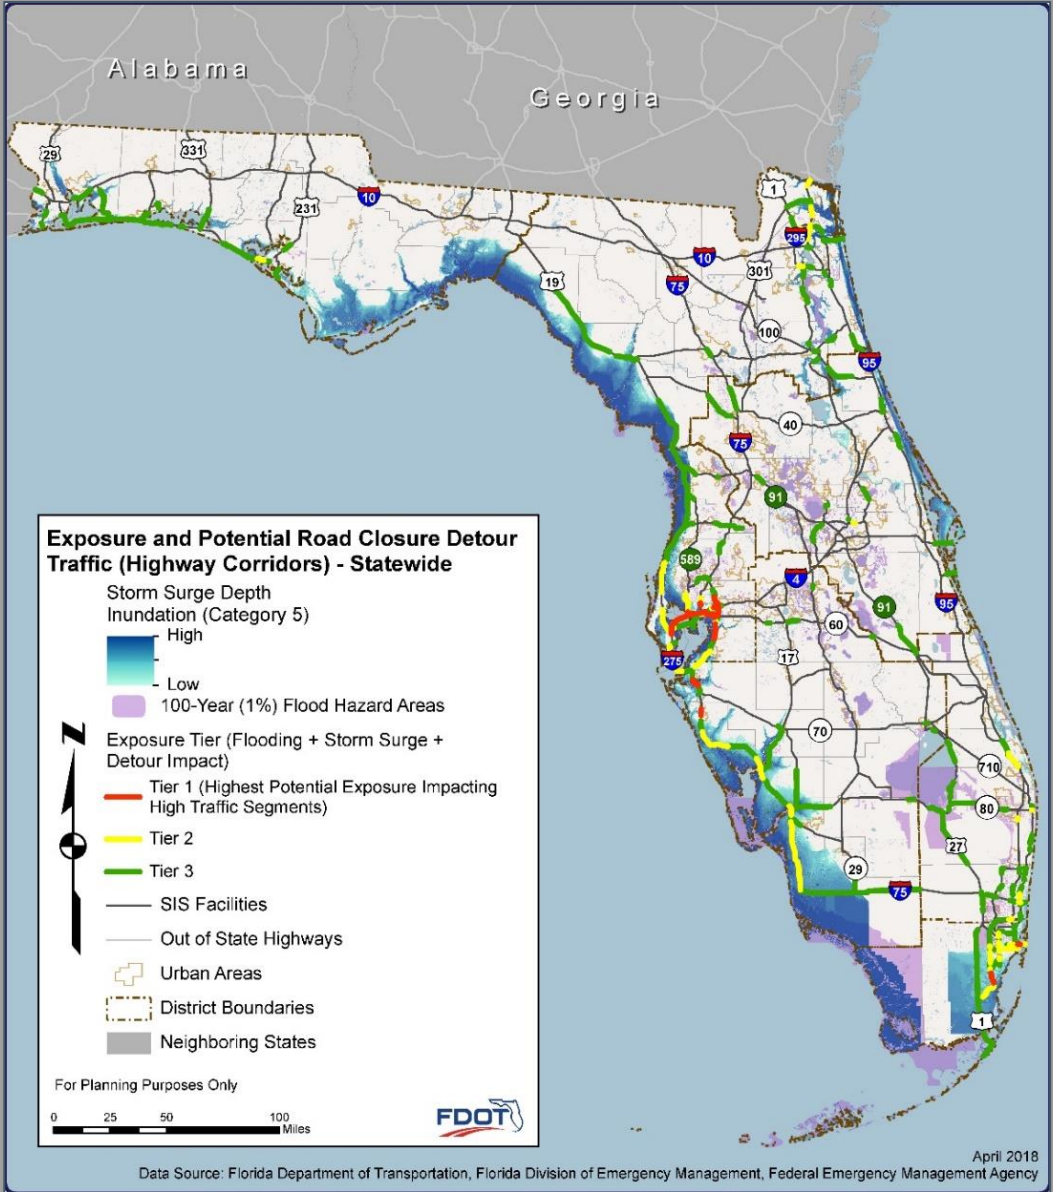 Alabama
Georgia
29
331
231
10
1
295
10
301
19
75
100
95
40
75
91
589
4
95
91
60
275
17
70
710
80
27
29
75
1
Exposure and Potential Road Closure Detour
Traffic (Highway Corridors) - Statewide
Storm Surge Depth
Inundation (Category 5)
High
Low
100-Year (1%) Flood Hazard Areas
N
Exposure Tier (Flooding + Storm Surge +
Detour Impact)
Tier 1 (Highest Potential Exposure Impacting
High Traffic Segments)
Tier 2
Tier 3
SIS Facilities
Out of State Highways
Urban Areas
District Boundaries
Neighboring States
For Planning Purposes Only
0 25 50 100
Miles
FDOT
April 2018
Data Source: Florida Department of Transportation, Florida Division of Emergency Management, Federal Emergency Management Agency